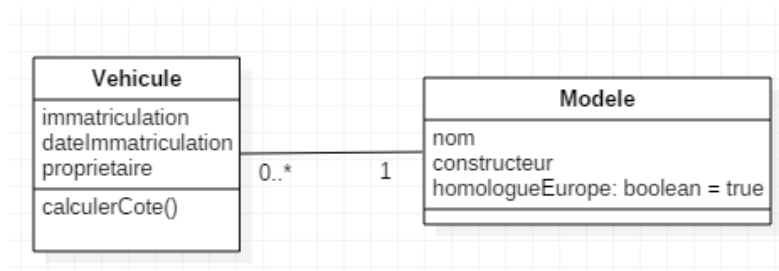 Vehicule
immatriculation
dateImmatriculation
proprietaire
calculerCote()
0..*
1
Modele
nom
constructeur
homologueEurope: boolean = true